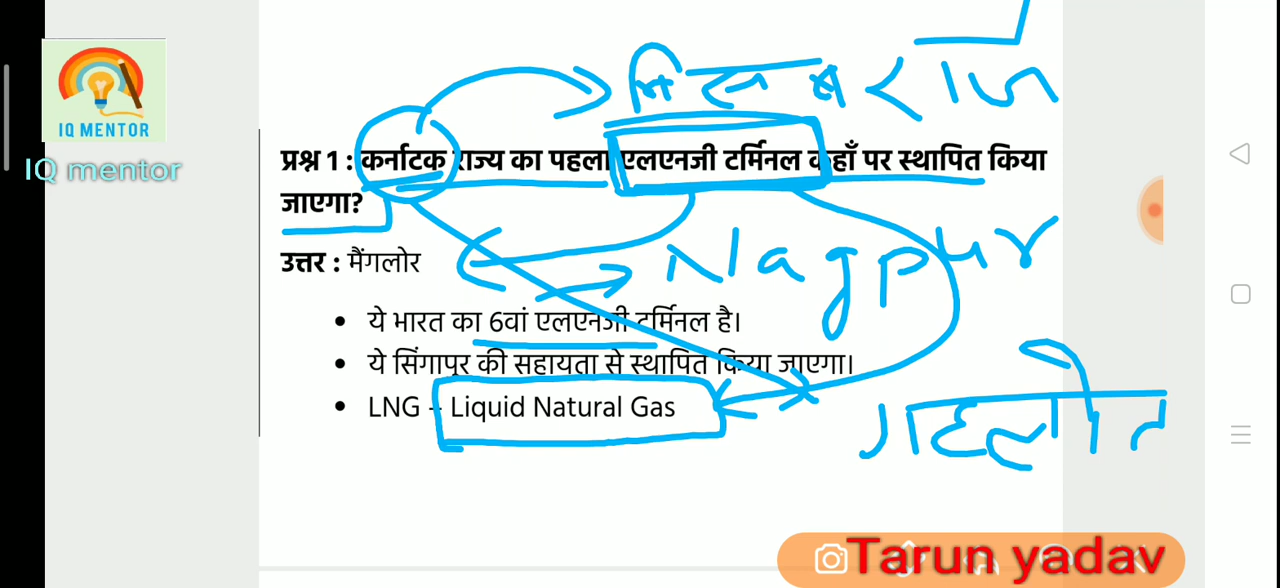 IQ MENTOR
IQ mentor
प्रश्न 1 : कर्नाटक राज्य का पहला एलएनजी टर्मिनल कहाँ पर स्थापित किया
जाएगा?
उत्तर : मैंगलोर
Nagpur
• ये भारत का 6वां एलएनजी टर्मिनल है।
• ये सिंगापुर की सहायता से स्थापित किया जाएगा।
• LNG – Liquid Natural Gas
Tarun yadav